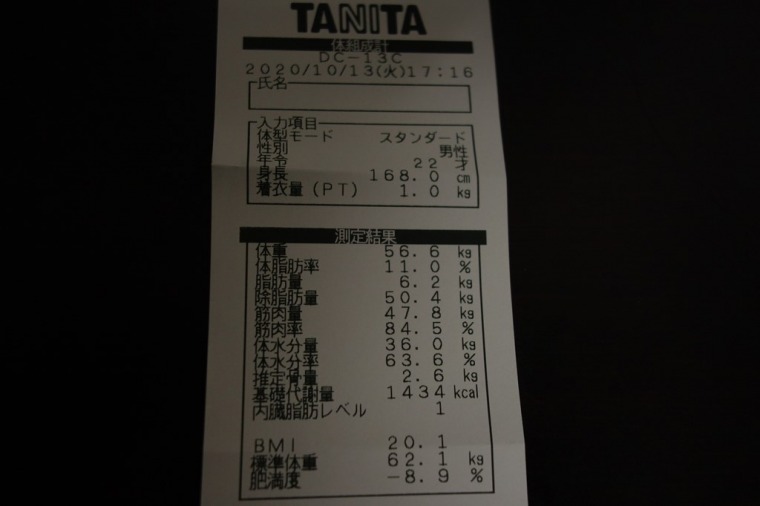 TANITA
体組成計
DC-13C
2020/10/13(火)17:16
氏名
入力項目
体型モード スタンダード
性別 男性
年令 22 才
身長 168.0 cm
着衣量(PT) 1.0 kg
測定結果
体重 56.6 kg
体脂肪率 11.0 %
脂肪量 6.2 kg
除脂肪量 50.4 kg
筋肉量 47.8 kg
筋肉率 84.5 %
体水分量 36.0 kg
体水分率 63.6 %
推定骨量 2.6 kg
基礎代謝量 1434 kcal
内臓脂肪レベル 1
BMI 20.1
標準体重 62.1 kg
肥満度 -8.9 %